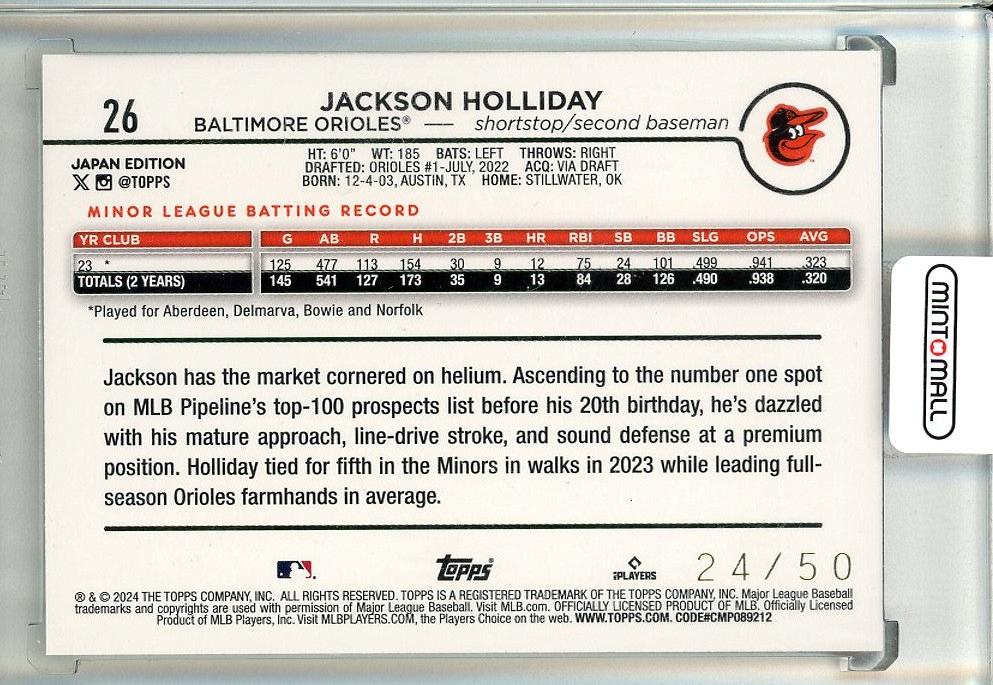 26
JACKSON HOLLIDAY
BALTIMORE ORIOLES® — shortstop/second baseman
JAPAN EDITION
X @TOPPS
HT: 6'0" WT: 185 BATS: LEFT THROWS: RIGHT
DRAFTED: ORIOLES #1-JULY, 2022 ACQ: VIA DRAFT
BORN: 12-4-03, AUSTIN, TX HOME: STILLWATER, OK
MINOR LEAGUE BATTING RECORD
YR CLUB G AB R H 2B 3B HR RBI SB BB SLG OPS AVG
23 * 125 477 113 154 30 9 12 75 24 101 .499 .941 .323
TOTALS (2 YEARS) 145 541 127 173 35 9 13 84 28 126 .490 .938 .320
*Played for Aberdeen, Delmarva, Bowie and Norfolk
Jackson has the market cornered on helium. Ascending to the number one spot
on MLB Pipeline's top-100 prospects list before his 20th birthday, he's dazzled
with his mature approach, line-drive stroke, and sound defense at a premium
position. Holliday tied for fifth in the Minors in walks in 2023 while leading full-
season Orioles farmhands in average.
Topps®
MLBPLAYERS
24/50
® & © 2024 THE TOPPS COMPANY, INC. ALL RIGHTS RESERVED. TOPPS IS A REGISTERED TRADEMARK OF THE TOPPS COMPANY, INC. Major League Baseball
trademarks and copyrights are used with permission of Major League Baseball. Visit MLB.com. OFFICIALLY LICENSED PRODUCT OF MLB. Officially Licensed
Product of MLB Players, Inc. Visit MLBPLAYERS.COM, the Players Choice on the web. WWW.TOPPS.COM. CODE#CMP089212
MINTOMALL